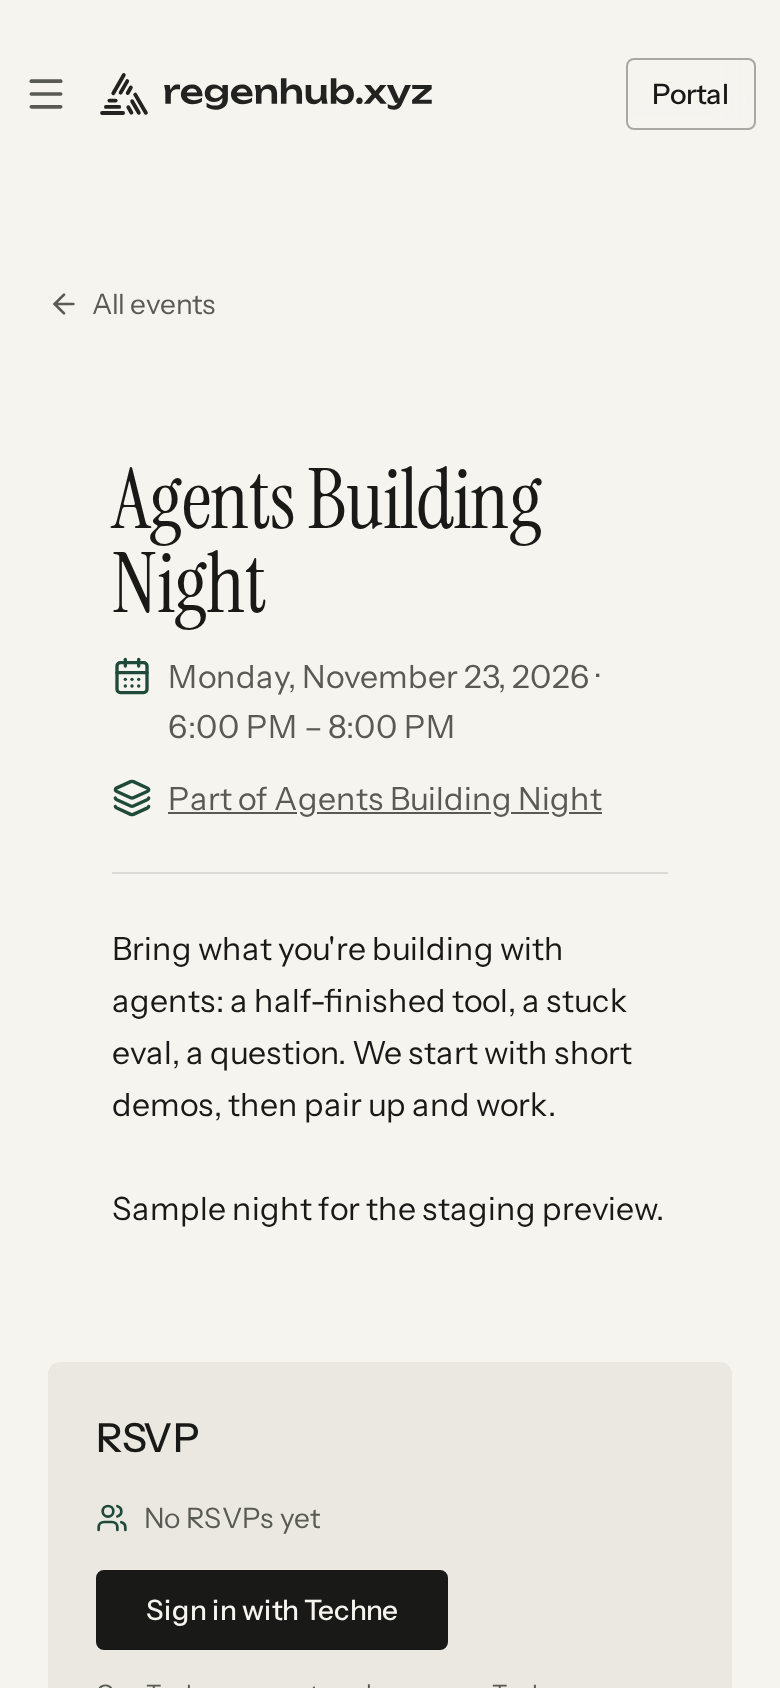 regenhub.xyz
Portal
All events
Agents Building
Night
Monday, November 23, 2026 ·
6:00 PM – 8:00 PM
Part of Agents Building Night
Bring what you're building with
agents: a half-finished tool, a stuck
eval, a question. We start with short
demos, then pair up and work.
Sample night for the staging preview.
RSVP
No RSVPs yet
Sign in with Techne